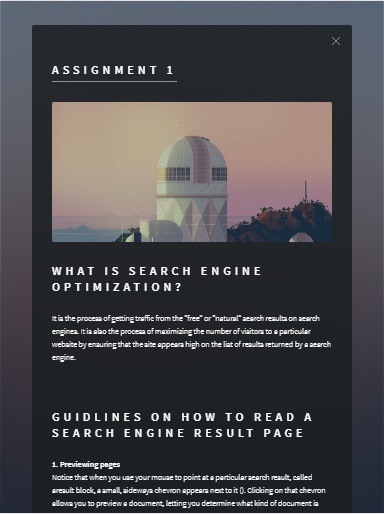 ASSIGNMENT 1
WHAT IS SEARCH ENGINE
OPTIMIZATION?
It is the process of getting traffic from the "free" or "natural" search results on search
engines. It is also the process of maximizing the number of visitors to a particular
website by ensuring that the site appears high on the list of results returned by a search
engine.
GUIDLINES ON HOW TO READ A
SEARCH ENGINE RESULT PAGE
1. Previewing pages
Notice that when you use your mouse to point at a particular search result, called
a result block, a small, sideways chevron appears next to it (). Clicking on that chevron
allows you to preview a document, letting you determine what kind of document is